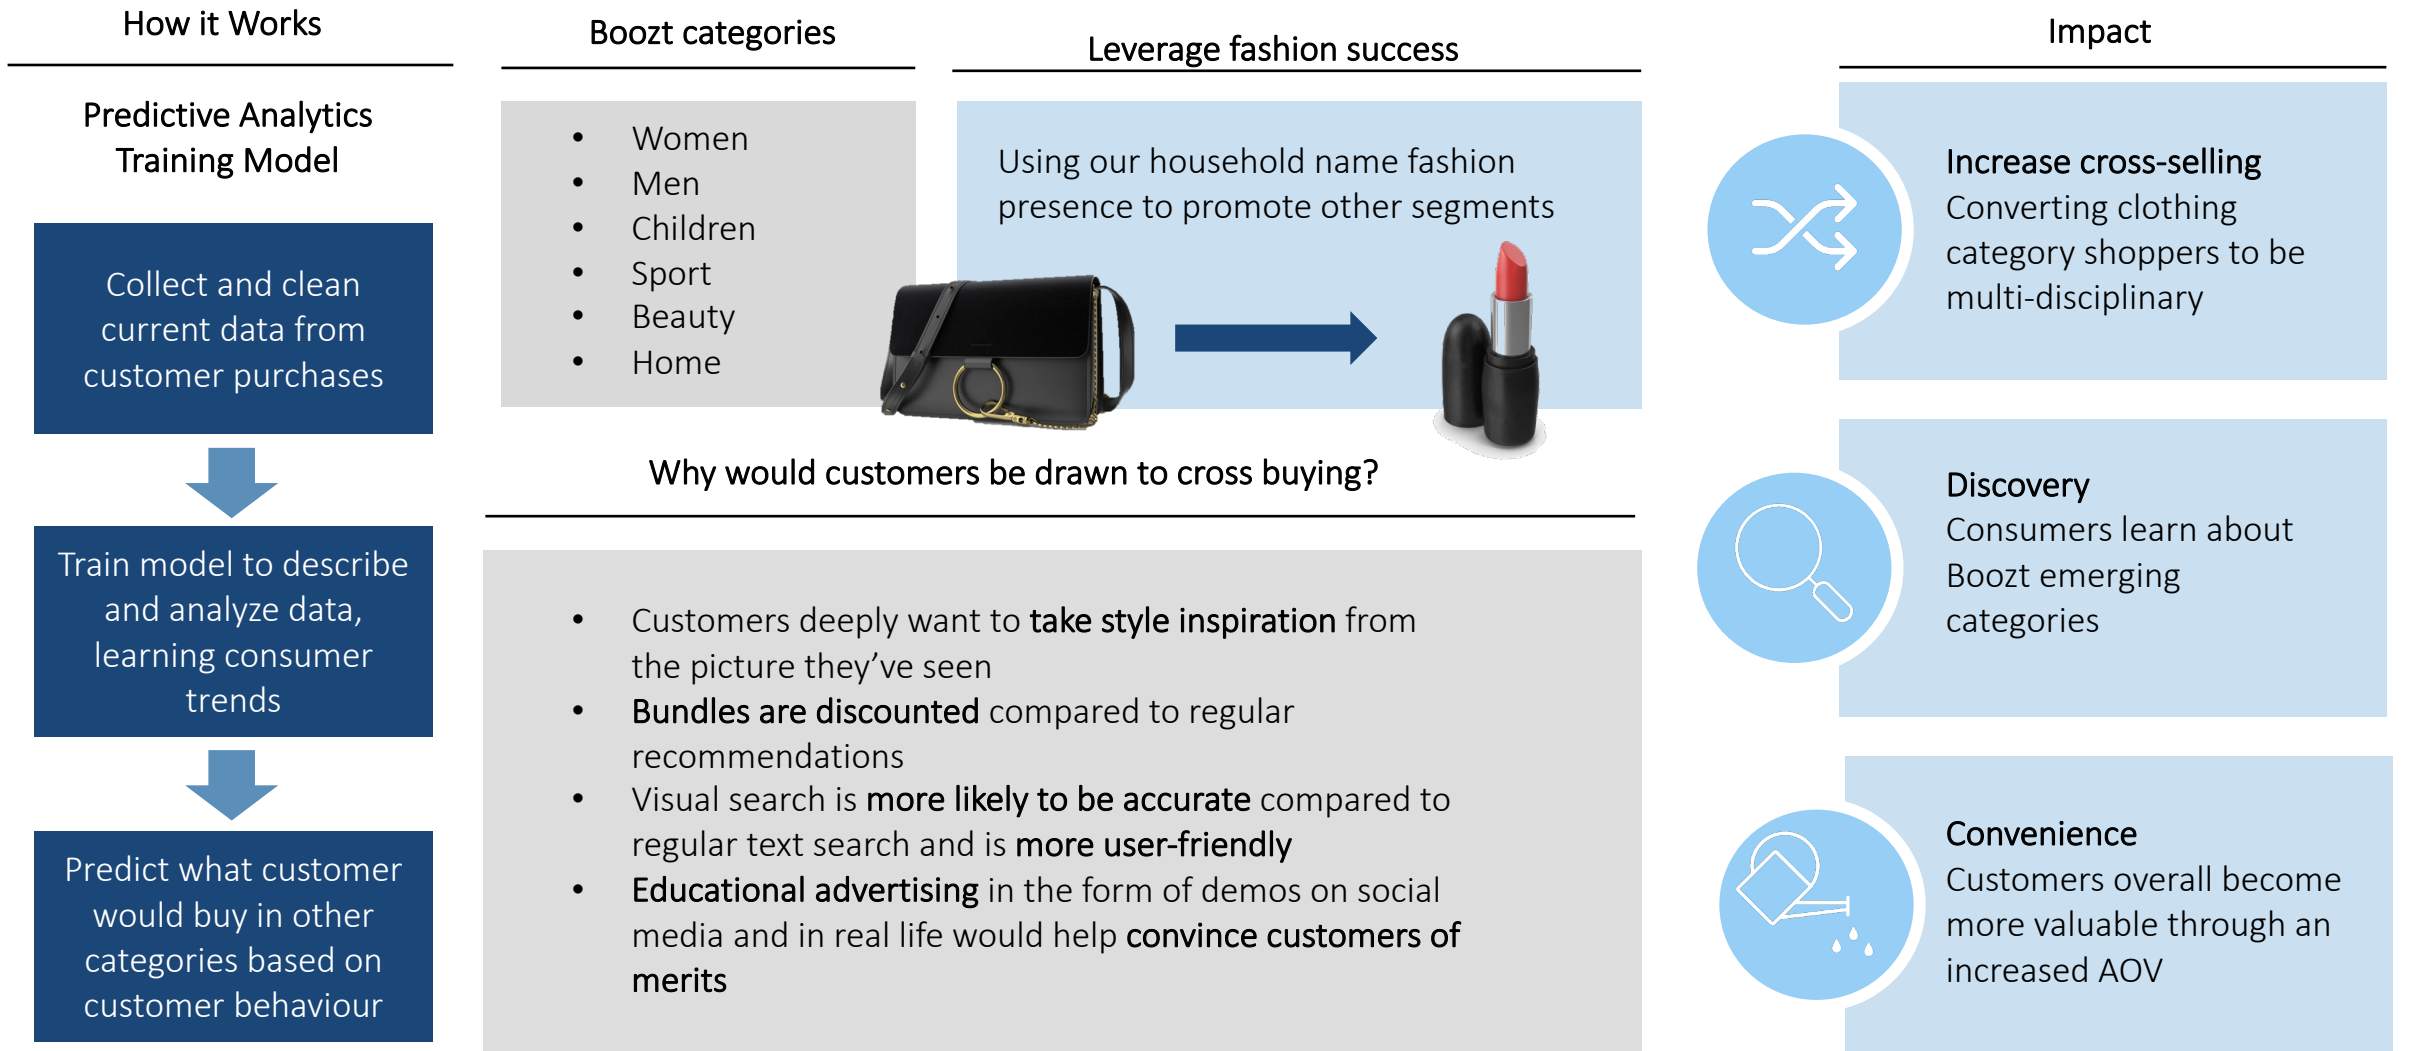 How it Works
Predictive Analytics
Training Model
Collect and clean
current data from
customer purchases
Train model to describe
and analyze data,
learning consumer
trends
Predict what customer
would buy in other
categories based on
customer behaviour
Boozt categories
• Women
• Men
• Children
• Sport
• Beauty
• Home
Leverage fashion success
Using our household name fashion
presence to promote other segments
Why would customers be drawn to cross buying?
• Customers deeply want to take style inspiration from
the picture they’ve seen
• Bundles are discounted compared to regular
recommendations
• Visual search is more likely to be accurate compared to
regular text search and is more user-friendly
• Educational advertising in the form of demos on social
media and in real life would help convince customers of
merits
Impact
Increase cross-selling
Converting clothing
category shoppers to be
multi-disciplinary
Discovery
Consumers learn about
Boozt emerging
categories
Convenience
Customers overall become
more valuable through an
increased AOV